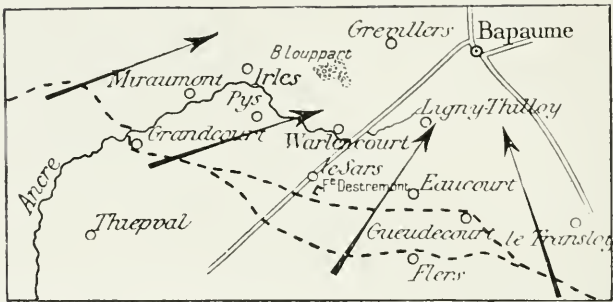 Grevillers
Bapaume
B. Louppart
Irles
Miraumont
Pys
Ligny-Thilloy
Grandcourt
Warlencourt
Ancre
le Sars
Fe Destremont
Eaucourt
Thiepval
Gueudecourt
le Transloy
Flers